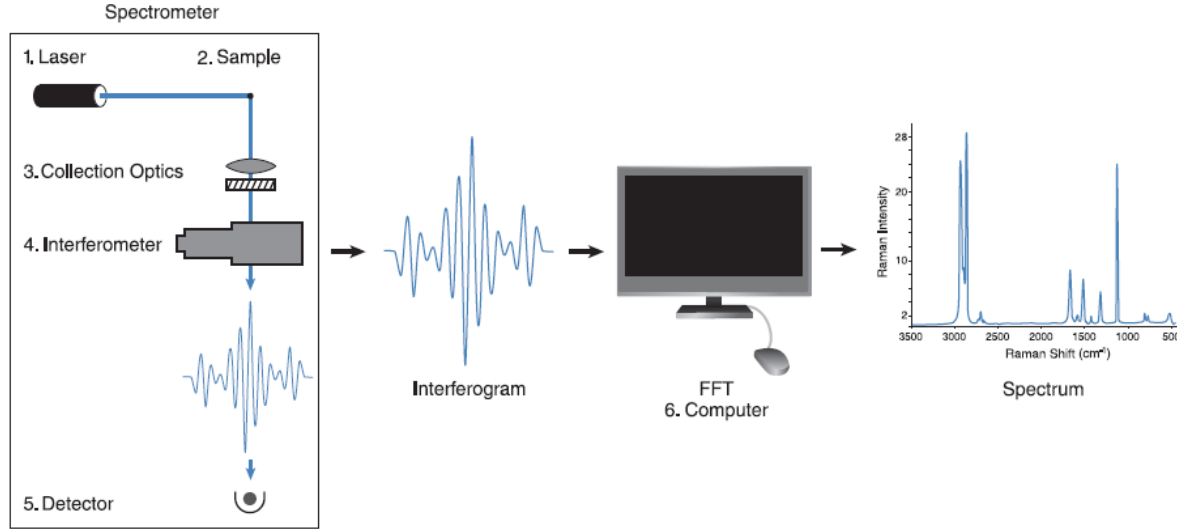 Spectrometer
1. Laser
2. Sample
3. Collection Optics
4. Interferometer
5. Detector
Interferogram
FFT
6. Computer
28
20
10
2
Raman Intensity
3500 3000 2500 2000 1500 1000 500
Raman Shift (cm⁻¹)
Spectrum